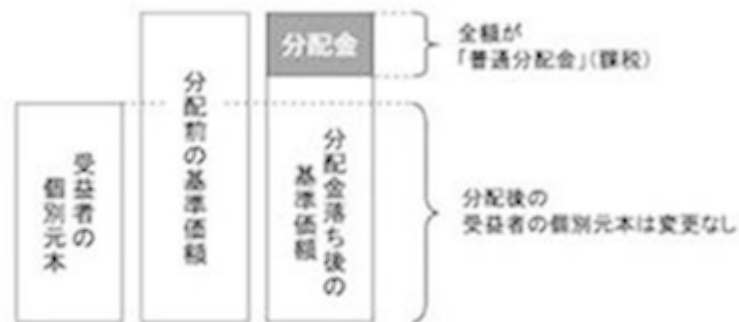 受益者の
個別元本
分配前の基準価額
分配金
分配金落ち後の
基準価額
全額が
「普通分配金」(課税)
分配後の
受益者の個別元本は変更なし